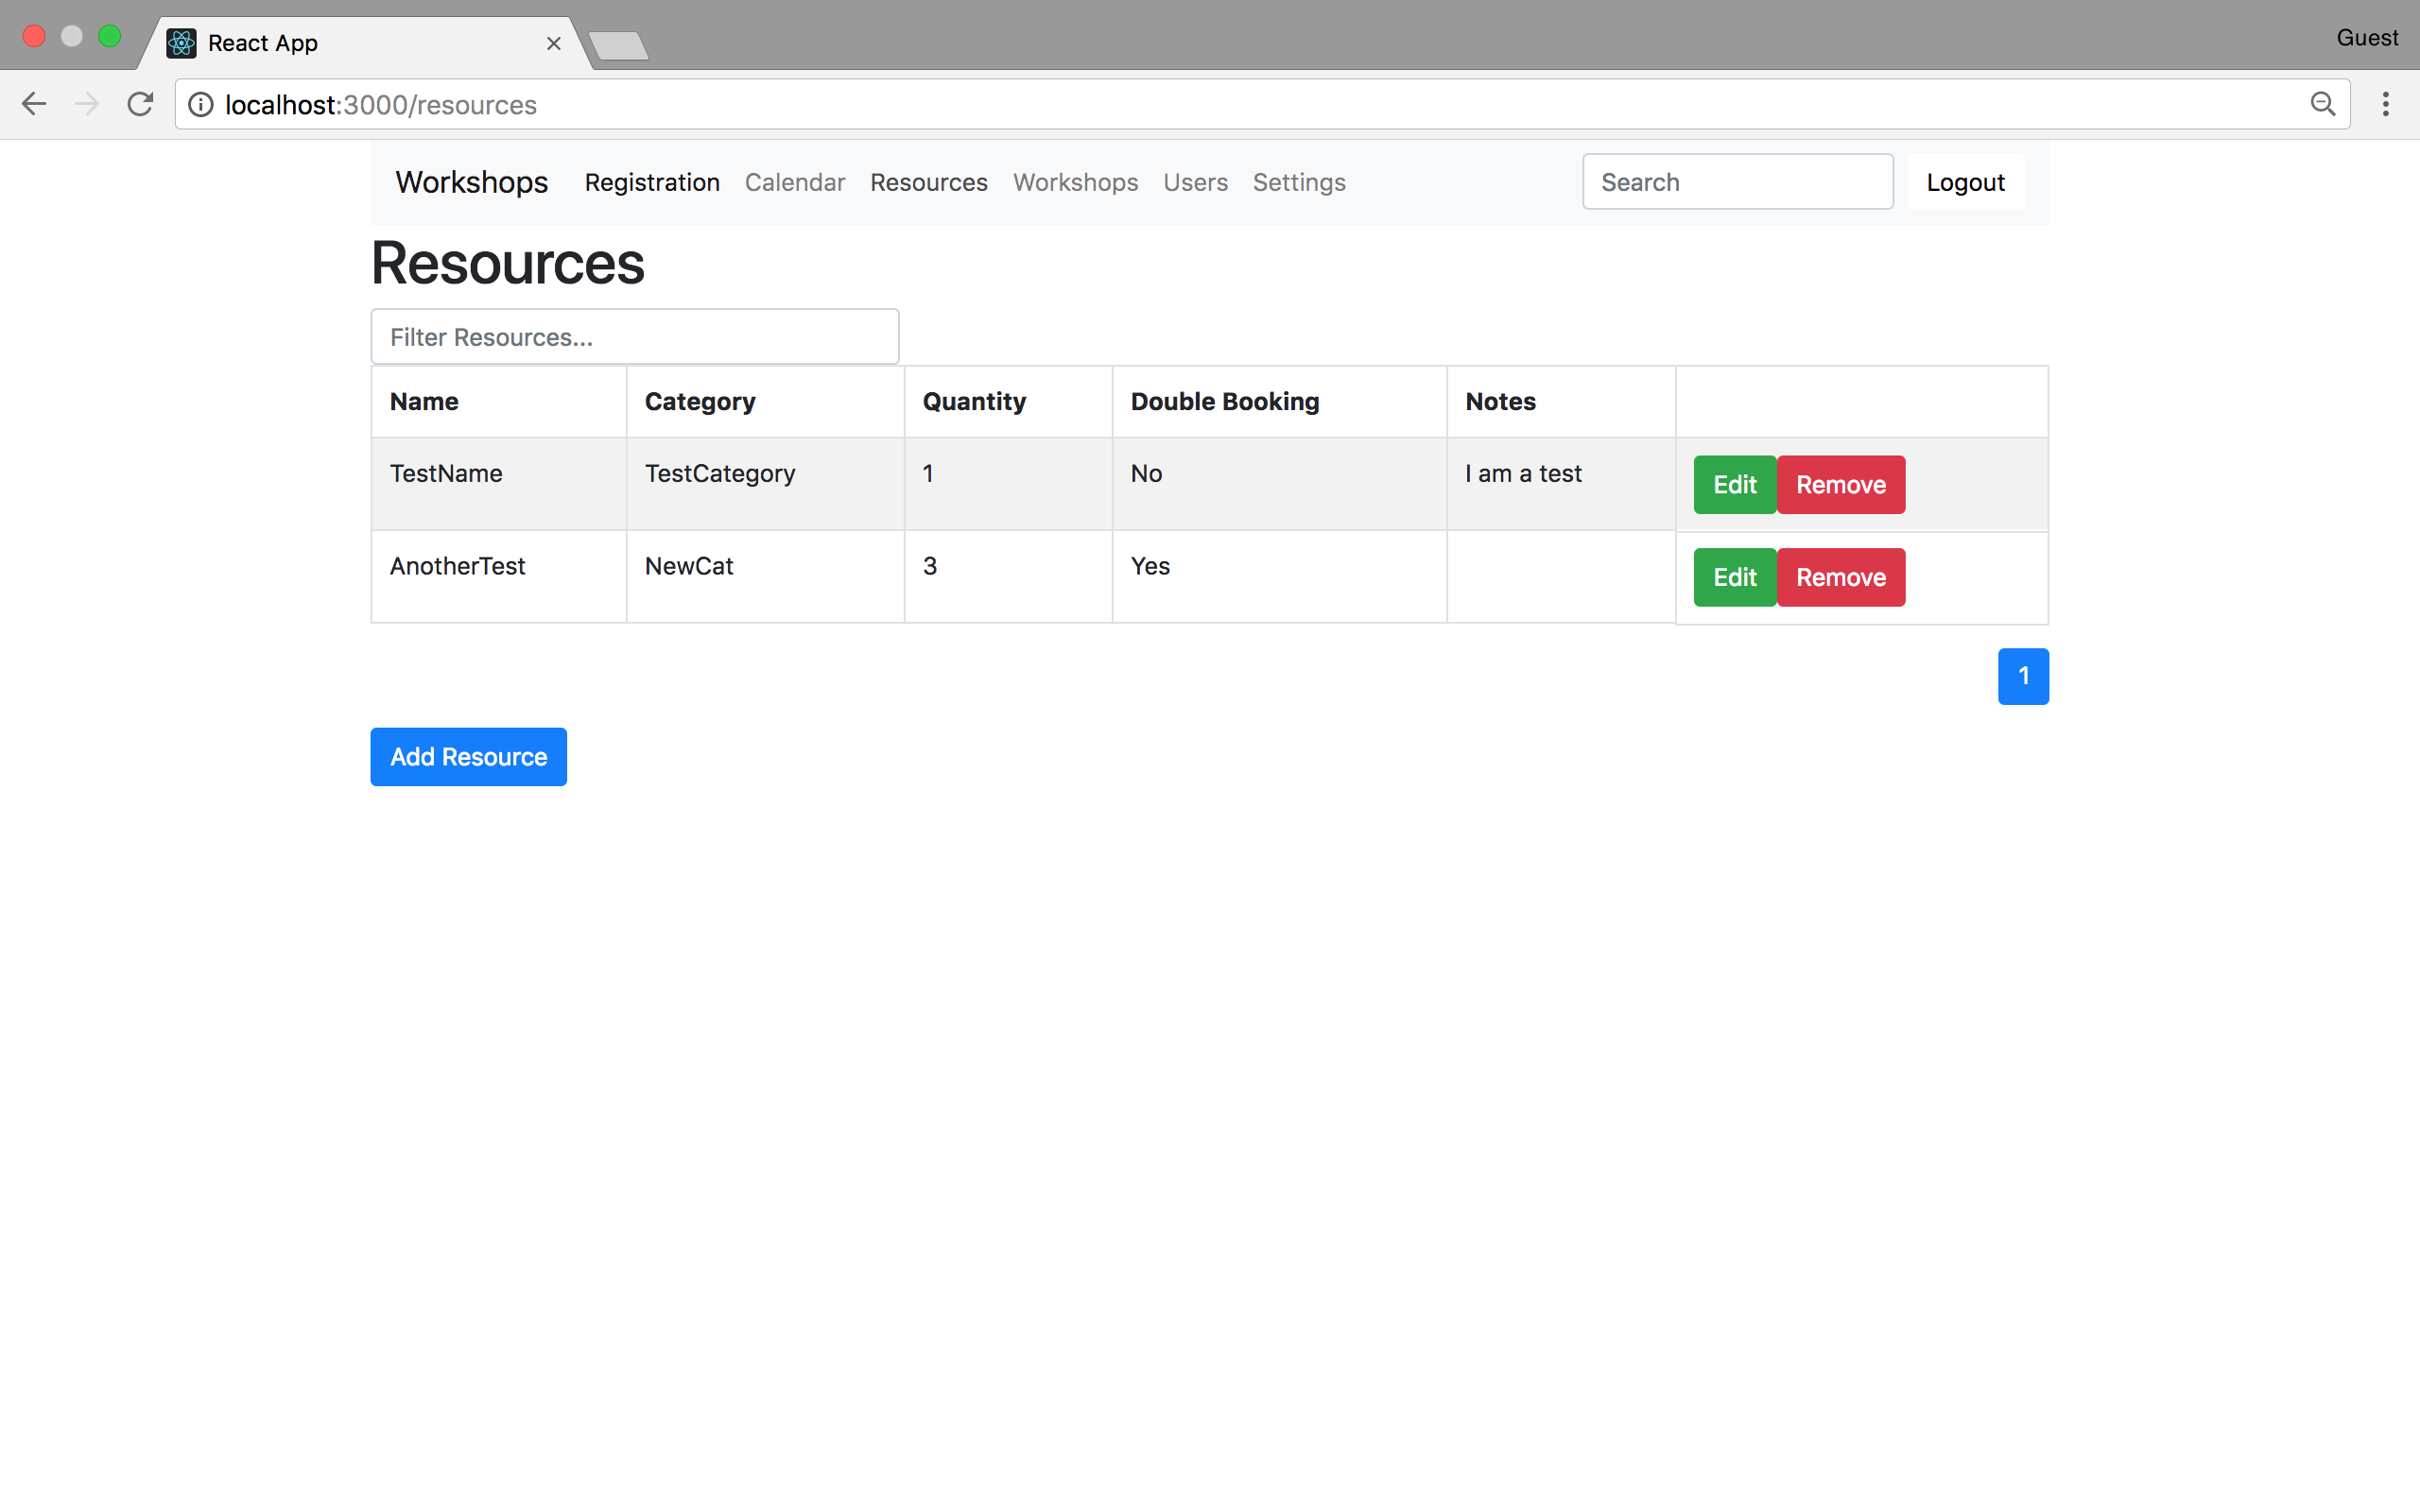 React App
Guest
localhost:3000/resources
Workshops Registration Calendar Resources Workshops Users Settings Search Logout
Resources
Filter Resources...
Name Category Quantity Double Booking Notes
TestName TestCategory 1 No I am a test Edit Remove
AnotherTest NewCat 3 Yes Edit Remove
1
Add Resource